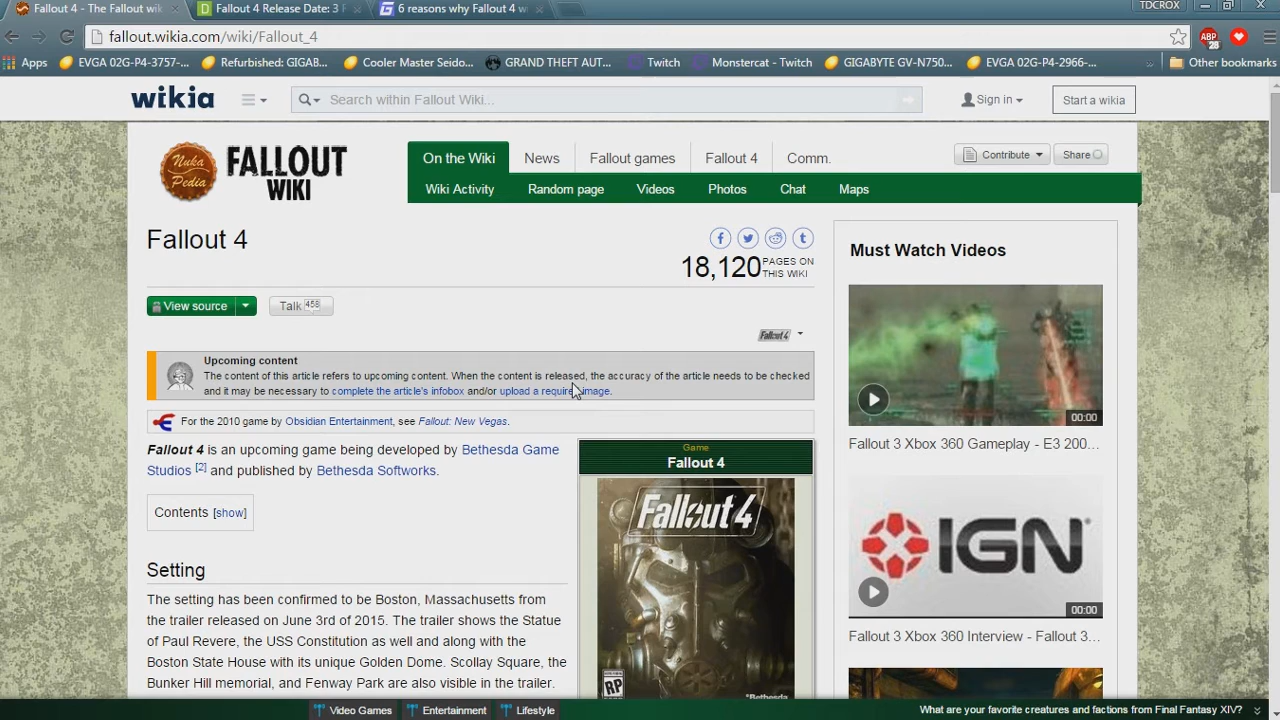 Fallout 4 - The Fallout wik
Fallout 4 Release Date: 3 F
6 reasons why Fallout 4 w
TDCROX
fallout.wikia.com/wiki/Fallout_4
ABP
28
Apps
EVGA 02G-P4-3757-...
Refurbished: GIGAB...
Cooler Master Seido...
GRAND THEFT AUT...
Twitch
Monstercat - Twitch
GIGABYTE GV-N750...
EVGA 02G-P4-2966-...
Other bookmarks
wikia
Search within Fallout Wiki...
Sign in
Start a wikia
Nuka
Pedia
FALLOUT
WIKI
On the Wiki
News
Fallout games
Fallout 4
Comm.
Contribute
Share
Wiki Activity
Random page
Videos
Photos
Chat
Maps
Fallout 4
18,120 PAGES ON
THIS WIKI
View source
Talk 458
Fallout 4
Upcoming content
The content of this article refers to upcoming content. When the content is released, the accuracy of the article needs to be checked
and it may be necessary to complete the article's infobox and/or upload a required image.
For the 2010 game by Obsidian Entertainment, see Fallout: New Vegas.
Fallout 4 is an upcoming game being developed by Bethesda Game
Studios [2] and published by Bethesda Softworks.
Contents [show]
Setting
The setting has been confirmed to be Boston, Massachusetts from
the trailer released on June 3rd of 2015. The trailer shows the Statue
of Paul Revere, the USS Constitution as well and along with the
Boston State House with its unique Golden Dome. Scollay Square, the
Bunker Hill memorial, and Fenway Park are also visible in the trailer.
Game
Fallout 4
Fallout 4
RP
Bethesda
Must Watch Videos
00:00
Fallout 3 Xbox 360 Gameplay - E3 200...
IGN
00:00
Fallout 3 Xbox 360 Interview - Fallout 3...
Video Games
Entertainment
Lifestyle
What are your favorite creatures and factions from Final Fantasy XIV?